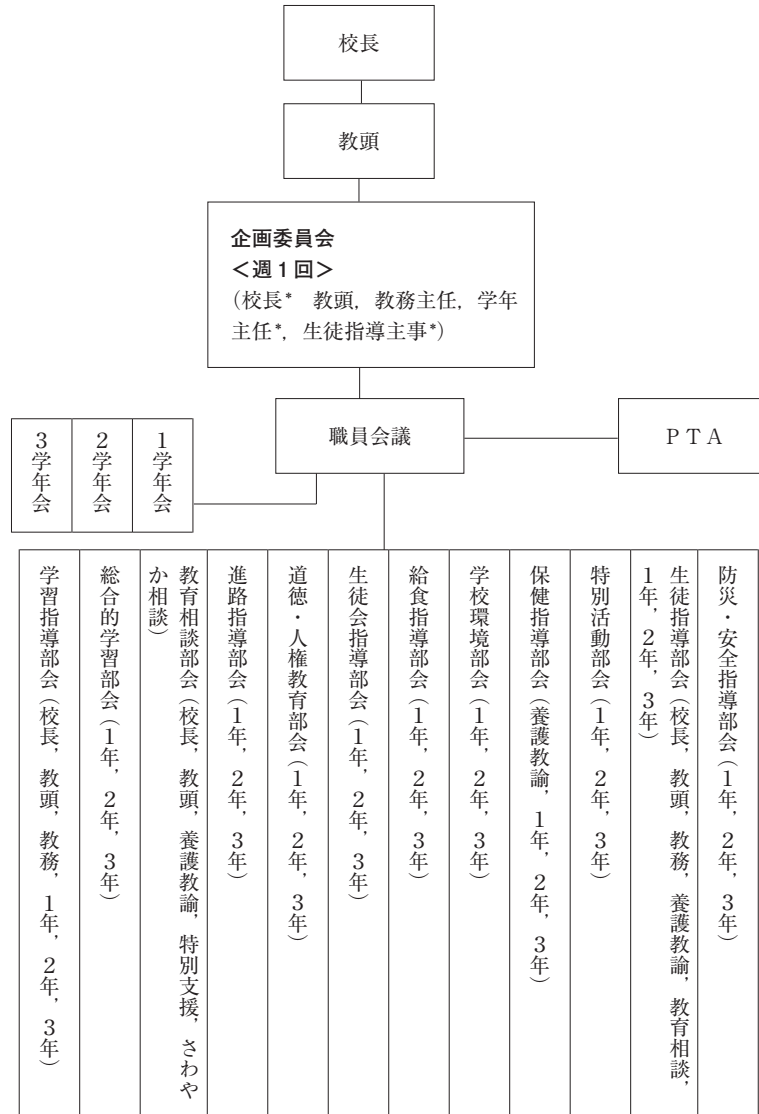 校長
教頭
企画委員会
＜週１回＞
(校長* 教頭，教務主任，学年
主任*，生徒指導主事*)
職員会議
ＰＴＡ
１学年会
２学年会
３学年会
防災・安全指導部会（１年，２年，３年）
生徒指導部会（校長，教頭，教務，養護教諭，教育相談，
１年，２年，３年）
特別活動部会（１年，２年，３年）
保健指導部会（養護教諭，１年，２年，３年）
学校環境部会（１年，２年，３年）
給食指導部会（１年，２年，３年）
生徒会指導部会（１年，２年，３年）
道徳・人権教育部会（１年，２年，３年）
進路指導部会（１年，２年，３年）
教育相談部会（校長，教頭，養護教諭，特別支援，さわや
か相談）
総合的学習部会（１年，２年，３年）
学習指導部会（校長，教頭，教務，１年，２年，３年）